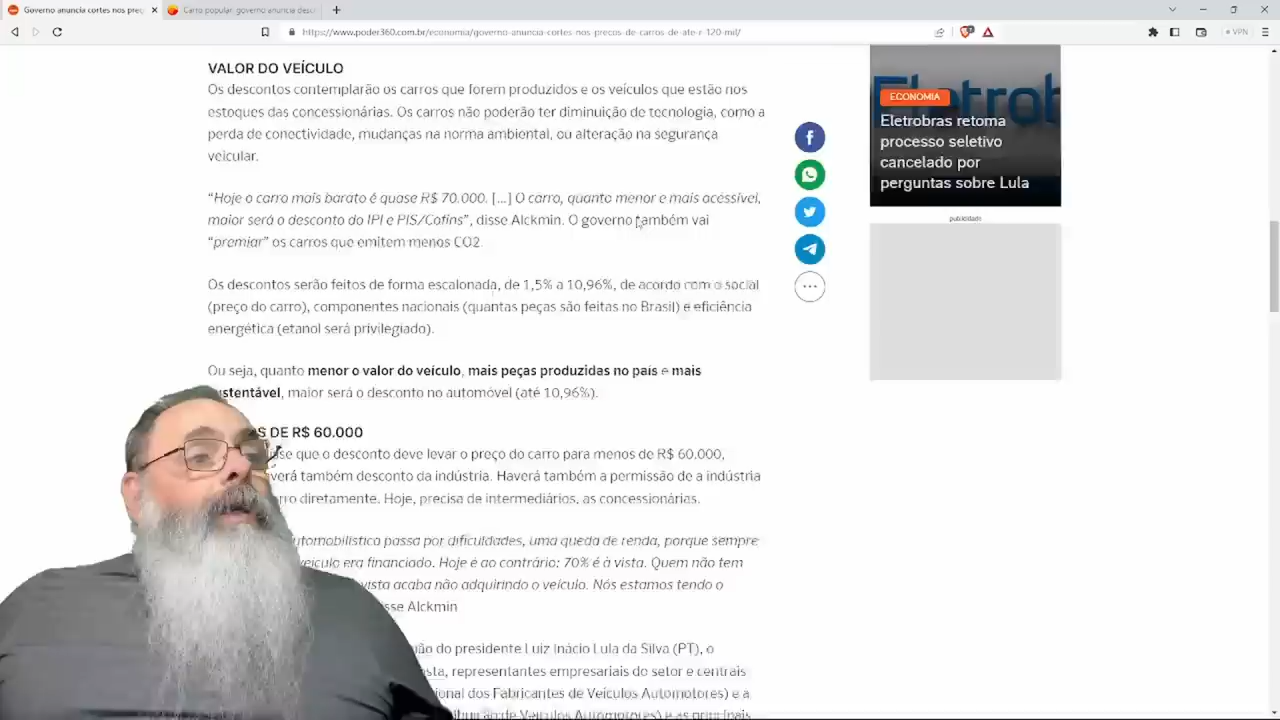 Governo anuncia cortes nos preç
Carro popular: governo anuncia desc
https://www.poder360.com.br/economia/governo-anuncia-cortes-nos-precos-de-carros-de-ate-r-120-mil/
VPN
VALOR DO VEÍCULO
Os descontos contemplarão os carros que forem produzidos e os veículos que estão nos
estoques das concessionárias. Os carros não poderão ter diminuição de tecnologia, como a
perda de conectividade, mudanças na norma ambiental, ou alteração na segurança
veicular.
“Hoje o carro mais barato é quase R$ 70.000. [...] O carro, quanto menor e mais acessível,
maior será o desconto do IPI e PIS/Cofins”, disse Alckmin. O governo também vai
“premiar” os carros que emitem menos CO2.
Os descontos serão feitos de forma escalonada, de 1,5% a 10,96%, de acordo com o social
(preço do carro), componentes nacionais (quantas peças são feitas no Brasil) e eficiência
energética (etanol será privilegiado).
Ou seja, quanto menor o valor do veículo, mais peças produzidas no país e mais
stentável, maior será o desconto no automóvel (até 10,96%).
S DE R$ 60.000
se que o desconto deve levar o preço do carro para menos de R$ 60.000,
verá também desconto da indústria. Haverá também a permissão de a indústria
rro diretamente. Hoje, precisa de intermediários, as concessionárias.
utomobilística passa por dificuldades, uma queda de renda, porque sempre
veículo era financiado. Hoje é ao contrário: 70% é à vista. Quem não tem
vista acaba não adquirindo o veículo. Nós estamos tendo o
sse Alckmin
do presidente Luiz Inácio Lula da Silva (PT), o
sta, representantes empresariais do setor e centrais
onal dos Fabricantes de Veículos Automotores) e a
de Veículos Automotores) e as
ECONOMIA
Eletrobras retoma
processo seletivo
cancelado por
perguntas sobre Lula
publicidade